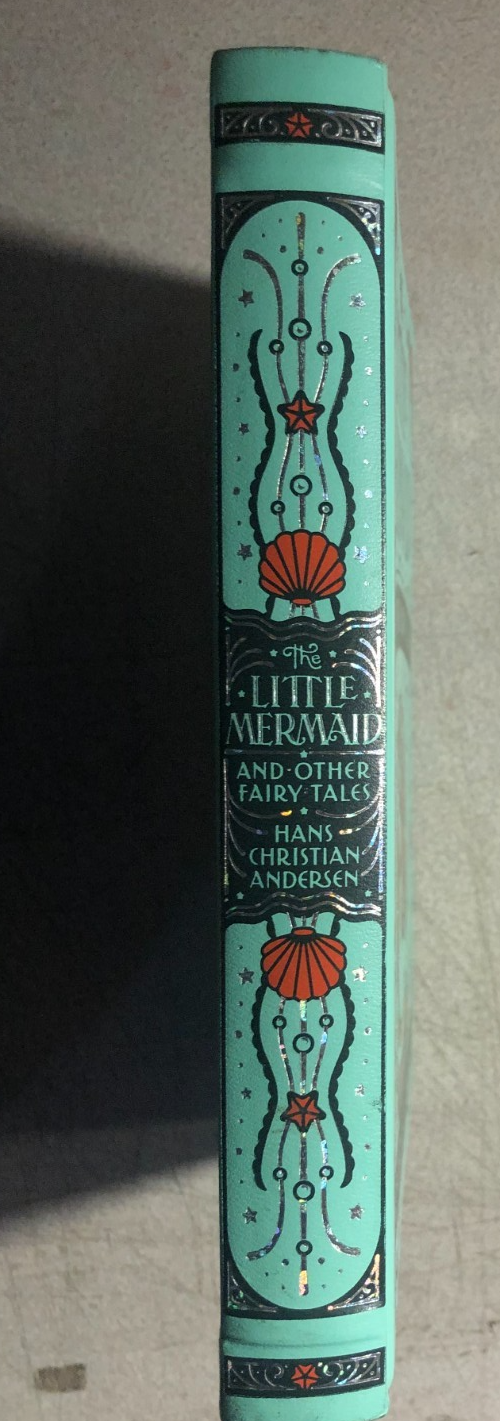 The
LITTLE
MERMAID
AND·OTHER
FAIRY·TALES
HANS
CHRISTIAN
ANDERSEN